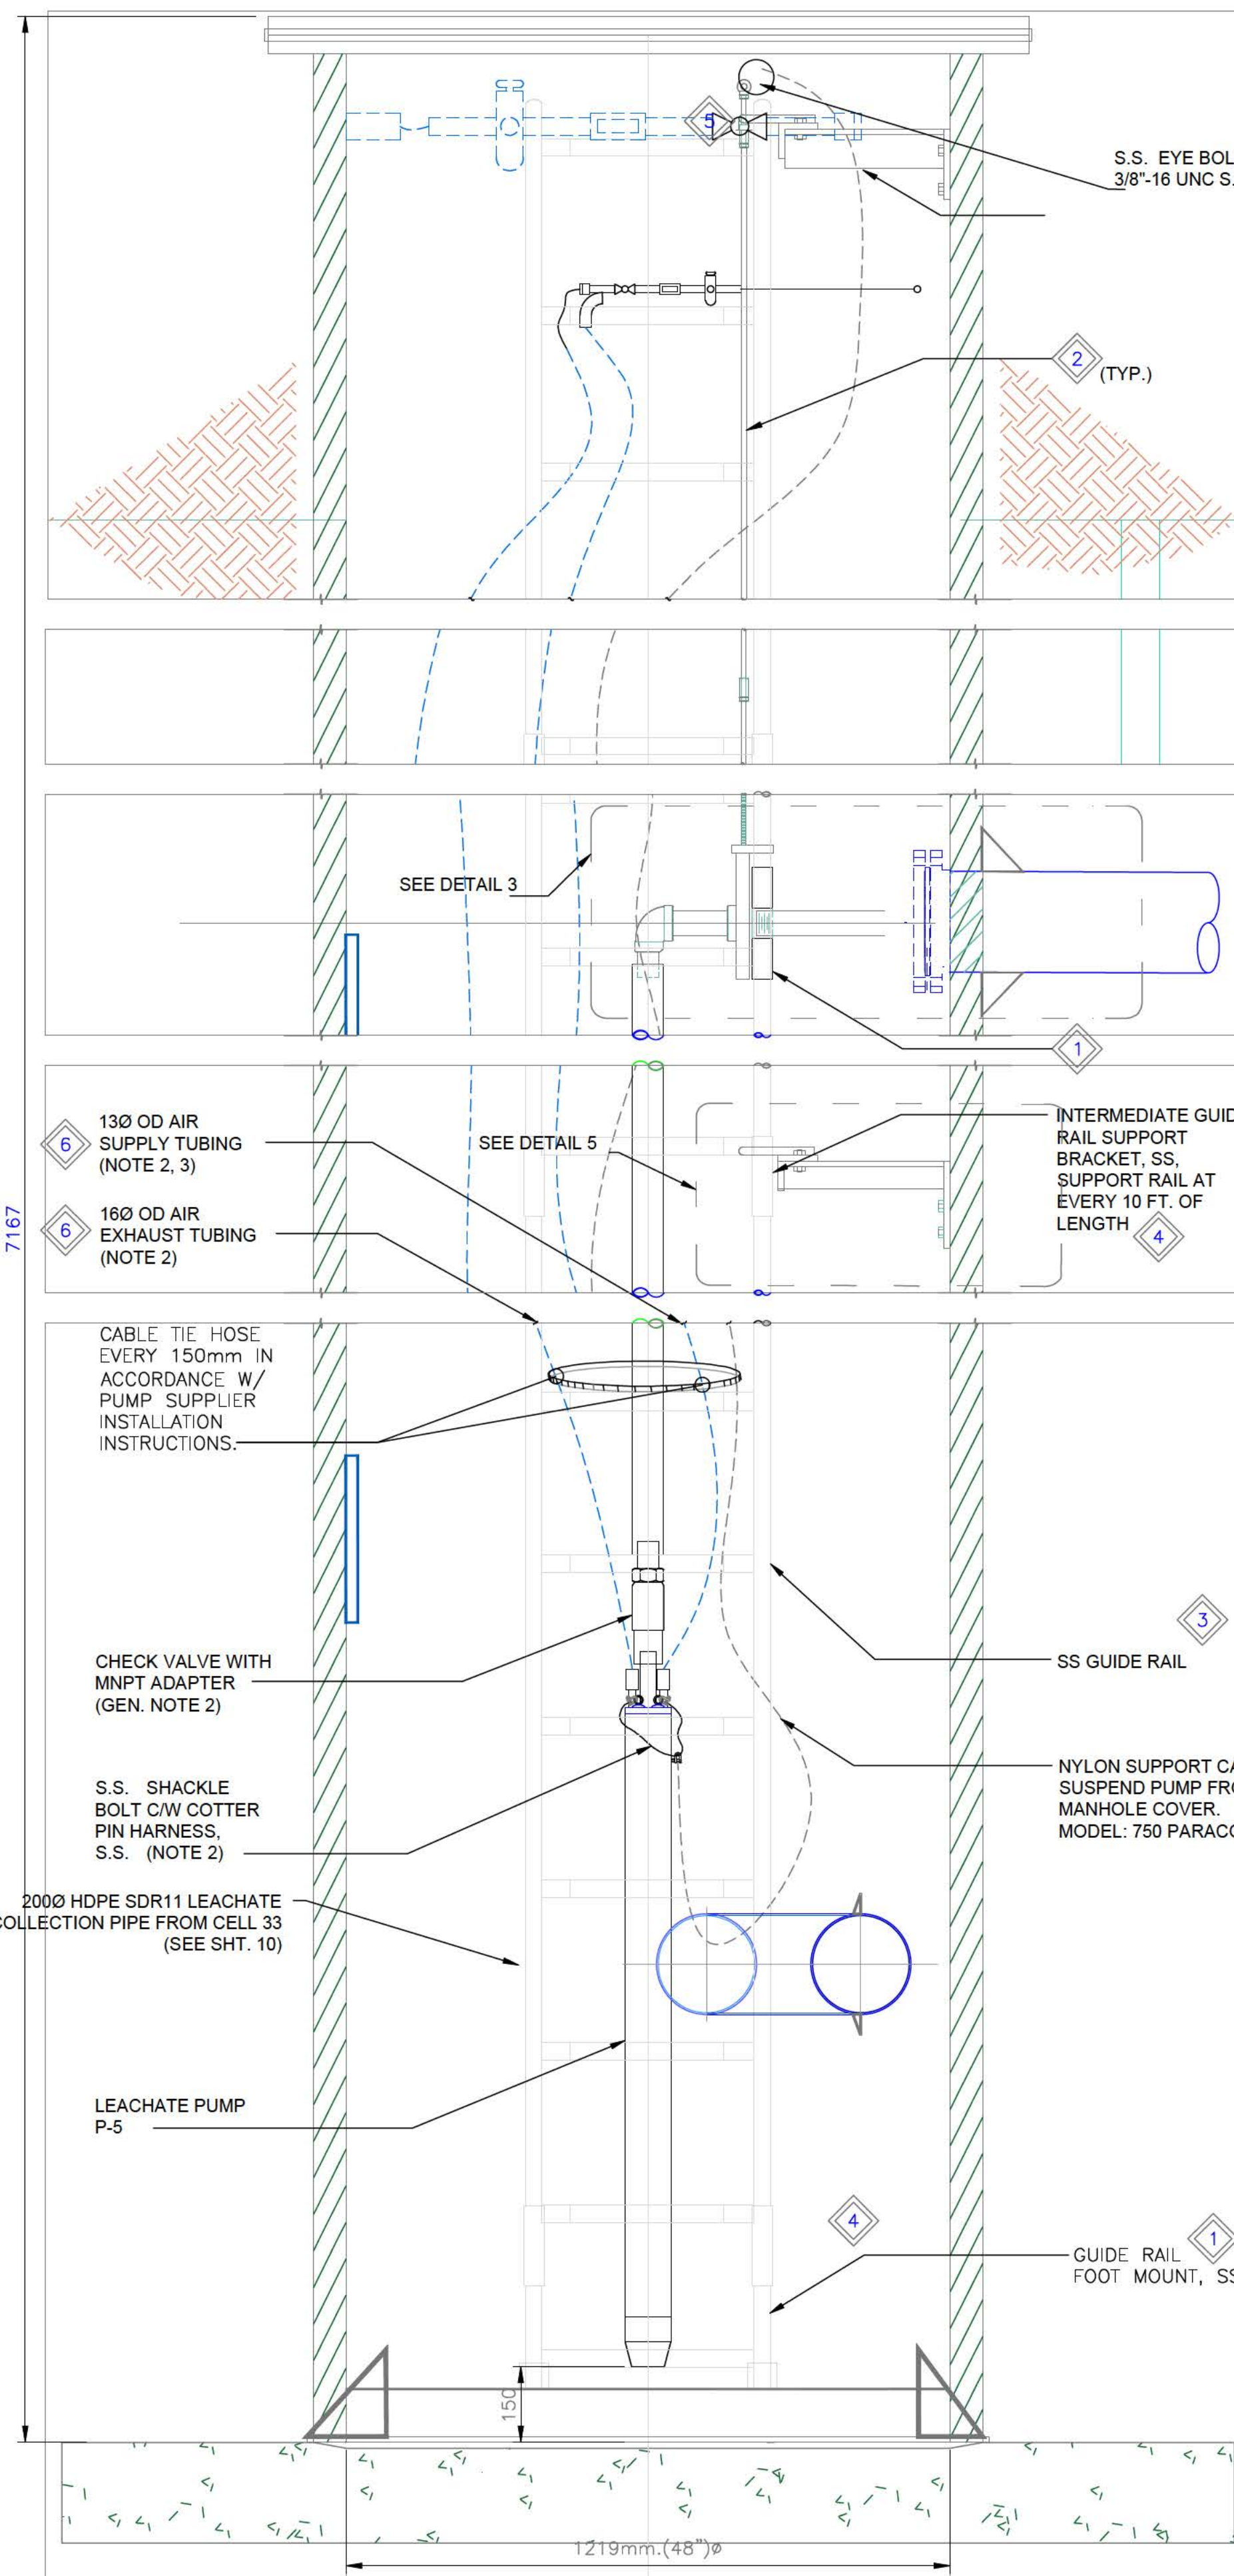 5
S.S. EYE BOL
3/8"-16 UNC S.
2
(TYP.)
SEE DETAIL 3
1
6
13Ø OD AIR
SUPPLY TUBING
(NOTE 2, 3)
SEE DETAIL 5
INTERMEDIATE GUID
RAIL SUPPORT
BRACKET, SS,
SUPPORT RAIL AT
EVERY 10 FT. OF
LENGTH
4
6
16Ø OD AIR
EXHAUST TUBING
(NOTE 2)
7167
CABLE TIE HOSE
EVERY 150mm IN
ACCORDANCE W/
PUMP SUPPLIER
INSTALLATION
INSTRUCTIONS.
3
SS GUIDE RAIL
CHECK VALVE WITH
MNPT ADAPTER
(GEN. NOTE 2)
NYLON SUPPORT CA
SUSPEND PUMP FRO
MANHOLE COVER.
MODEL: 750 PARACO
S.S. SHACKLE
BOLT C/W COTTER
PIN HARNESS,
S.S. (NOTE 2)
200Ø HDPE SDR11 LEACHATE
COLLECTION PIPE FROM CELL 33
(SEE SHT. 10)
LEACHATE PUMP
P-5
4
1
GUIDE RAIL
FOOT MOUNT, SS
150
1219mm.(48")ø